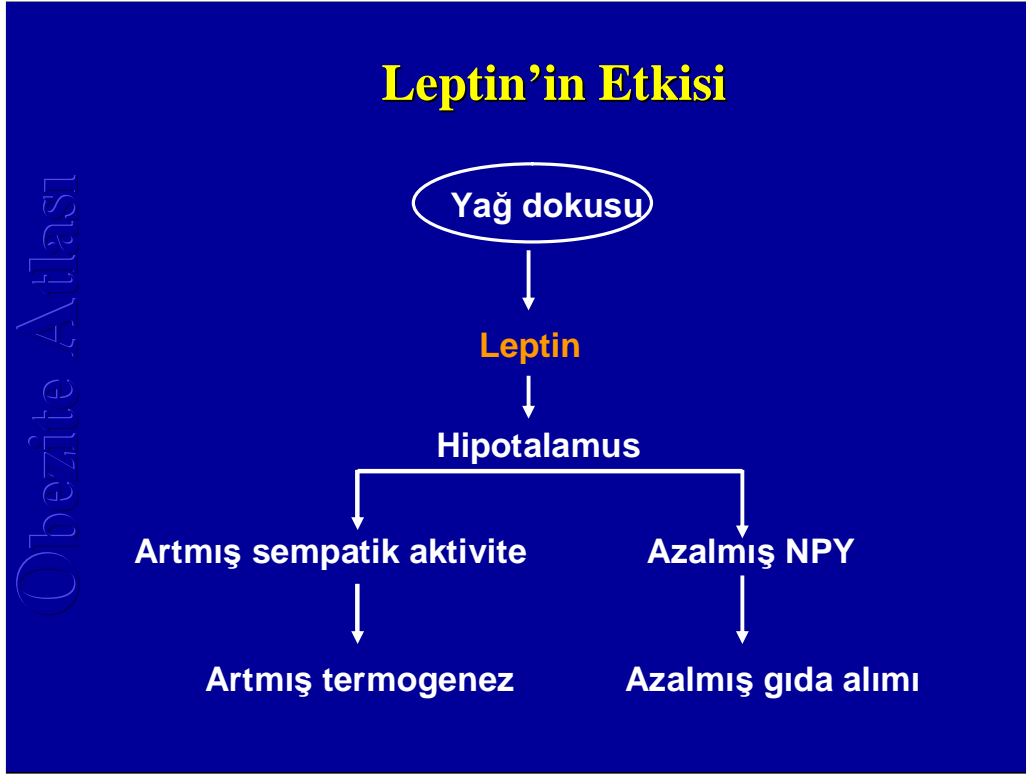 Leptin’in Etkisi
Obezite Atlası
Yağ dokusu
Leptin
Hipotalamus
Artmış sempatik aktivite
Azalmış NPY
Artmış termogenez
Azalmış gıda alımı